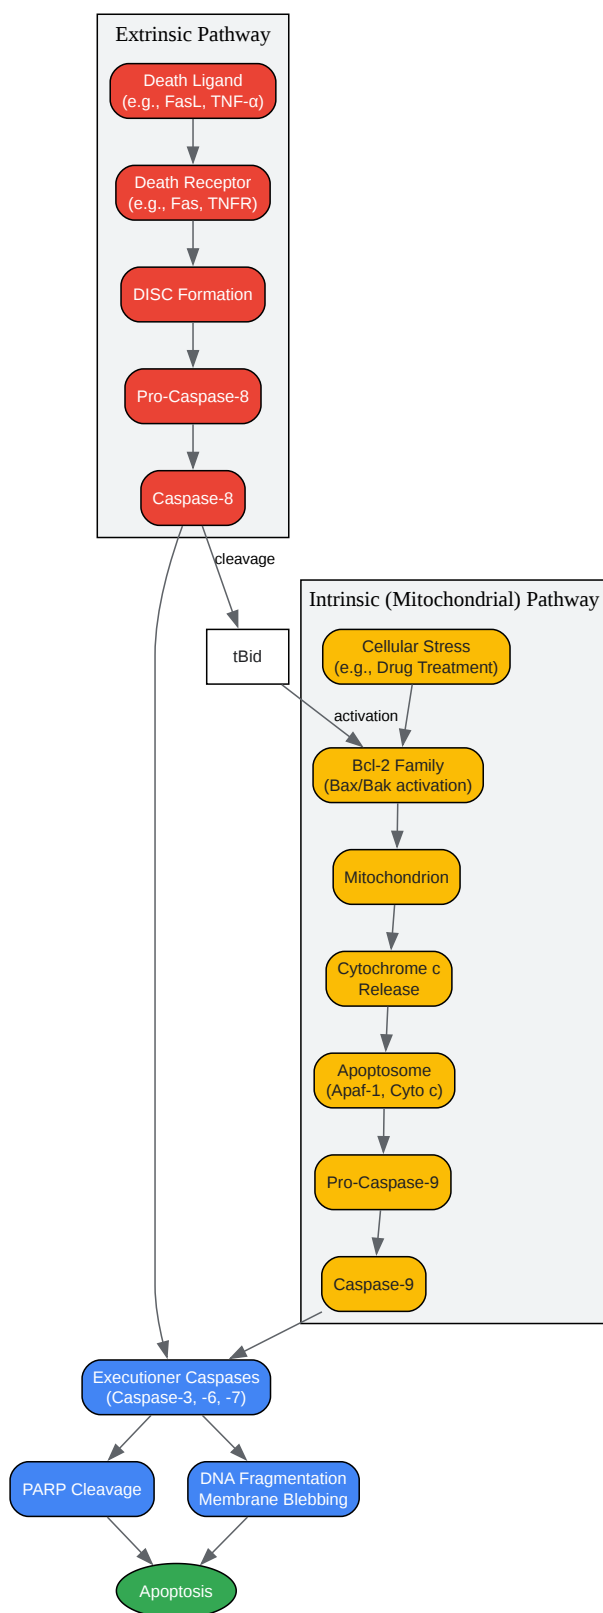 Extrinsic Pathway
Death Ligand
(e.g., FasL, TNF-α)
Death Receptor
(e.g., Fas, TNFR)
DISC Formation
Pro-Caspase-8
Caspase-8
cleavage
Intrinsic (Mitochondrial) Pathway
tBid
Cellular Stress
(e.g., Drug Treatment)
activation
Bcl-2 Family
(Bax/Bak activation)
Mitochondrion
Cytochrome c
Release
Apoptosome
(Apaf-1, Cyto c)
Pro-Caspase-9
Caspase-9
Executioner Caspases
(Caspase-3, -6, -7)
PARP Cleavage
DNA Fragmentation
Membrane Blebbing
Apoptosis